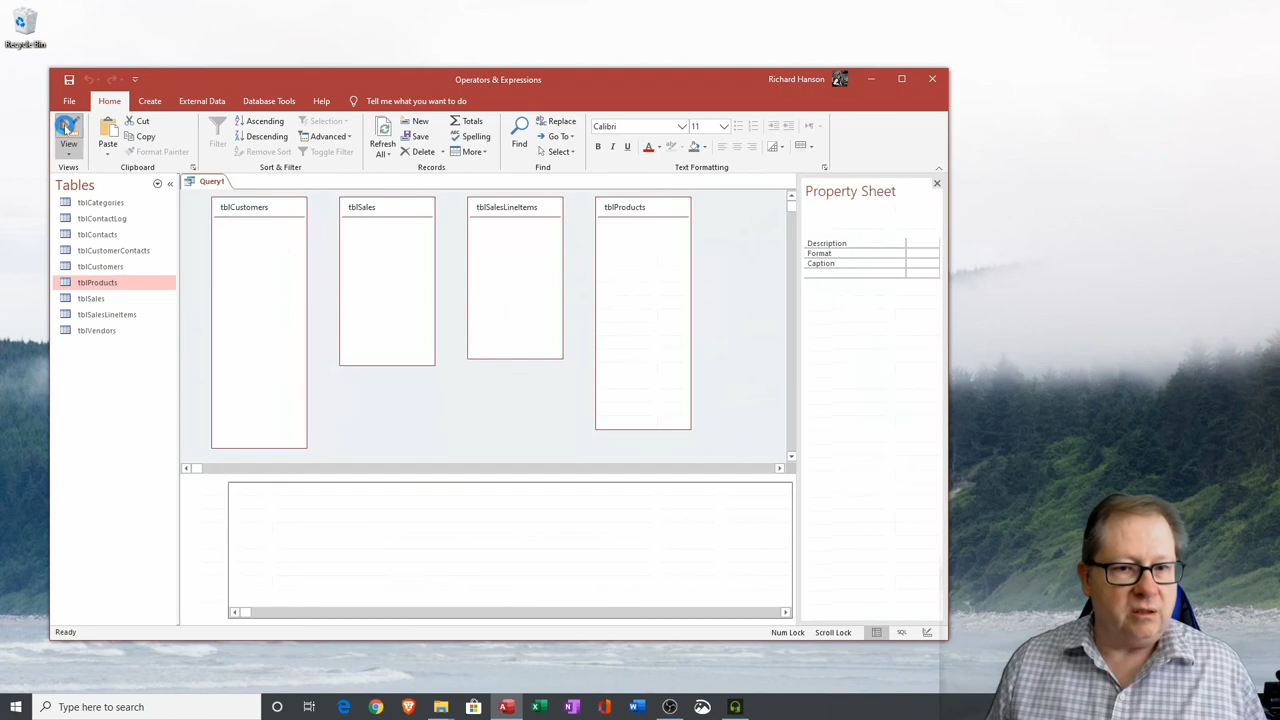 Recycle Bin
Operators & Expressions
Richard Hanson
File
Home
Create
External Data
Database Tools
Help
Tell me what you want to do
View
Views
Paste
Cut
Copy
Format Painter
Clipboard
Filter
Ascending
Descending
Remove Sort
Selection
Advanced
Toggle Filter
Sort & Filter
Refresh
All
New
Save
Delete
Totals
Spelling
More
Records
Find
Replace
Go To
Select
Find
Calibri
11
B I U
A
Text Formatting
Tables
tblCategories
tblContactLog
tblContacts
tblCustomerContacts
tblCustomers
tblProducts
tblSales
tblSalesLineItems
tblVendors
Query1
tblCustomers
tblSales
tblSalesLineItems
tblProducts
Property Sheet
Description
Format
Caption
Ready
Num Lock
Scroll Lock
SQL
Type here to search